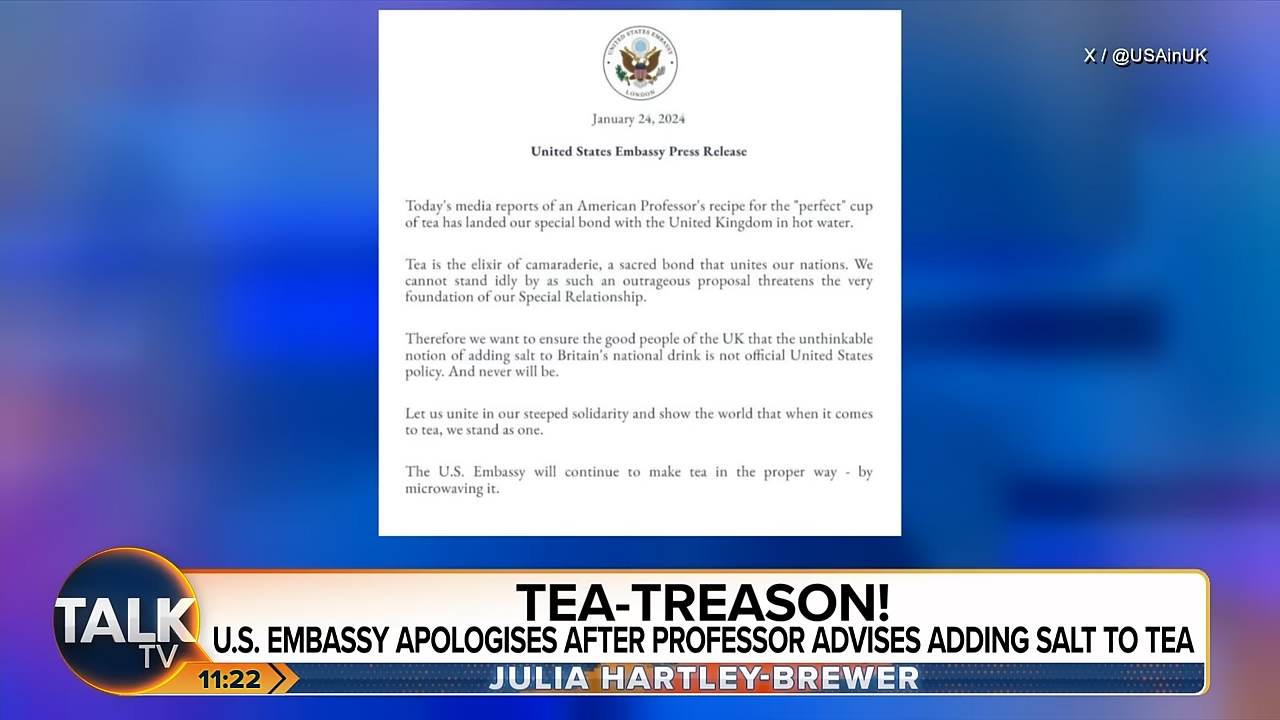 X / @USAinUK
UNITED STATES EMBASSY
LONDON
January 24, 2024
United States Embassy Press Release
Today's media reports of an American Professor's recipe for the "perfect" cup
of tea has landed our special bond with the United Kingdom in hot water.
Tea is the elixir of camaraderie, a sacred bond that unites our nations. We
cannot stand idly by as such an outrageous proposal threatens the very
foundation of our Special Relationship.
Therefore we want to ensure the good people of the UK that the unthinkable
notion of adding salt to Britain's national drink is not official United States
policy. And never will be.
Let us unite in our steeped solidarity and show the world that when it comes
to tea, we stand as one.
The U.S. Embassy will continue to make tea in the proper way - by
microwaving it.
TEA-TREASON!
U.S. EMBASSY APOLOGISES AFTER PROFESSOR ADVISES ADDING SALT TO TEA
TALK
TV
11:22
JULIA HARTLEY-BREWER